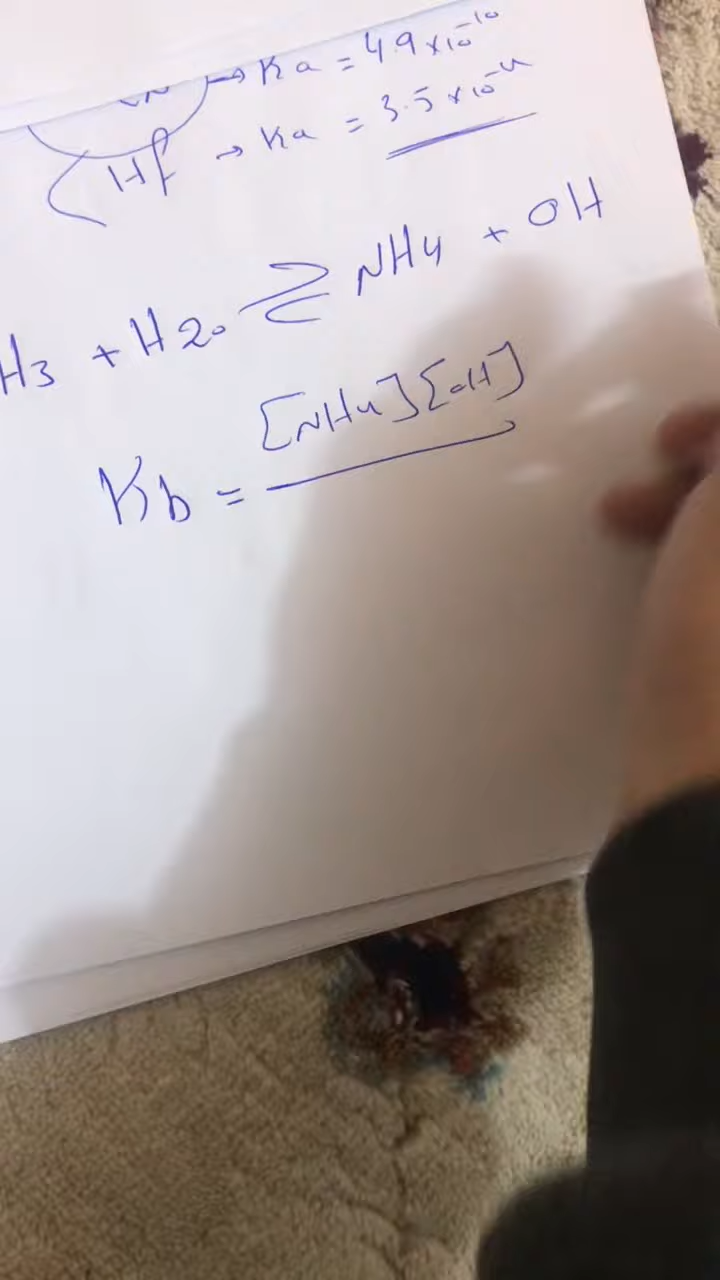 → Ka = 4.9 × 10⁻¹⁰
Hf → Ka = 3.5 × 10⁻⁴
H3 + H2O ⇌ NH4 + OH
[NH4][OH]
Kb =